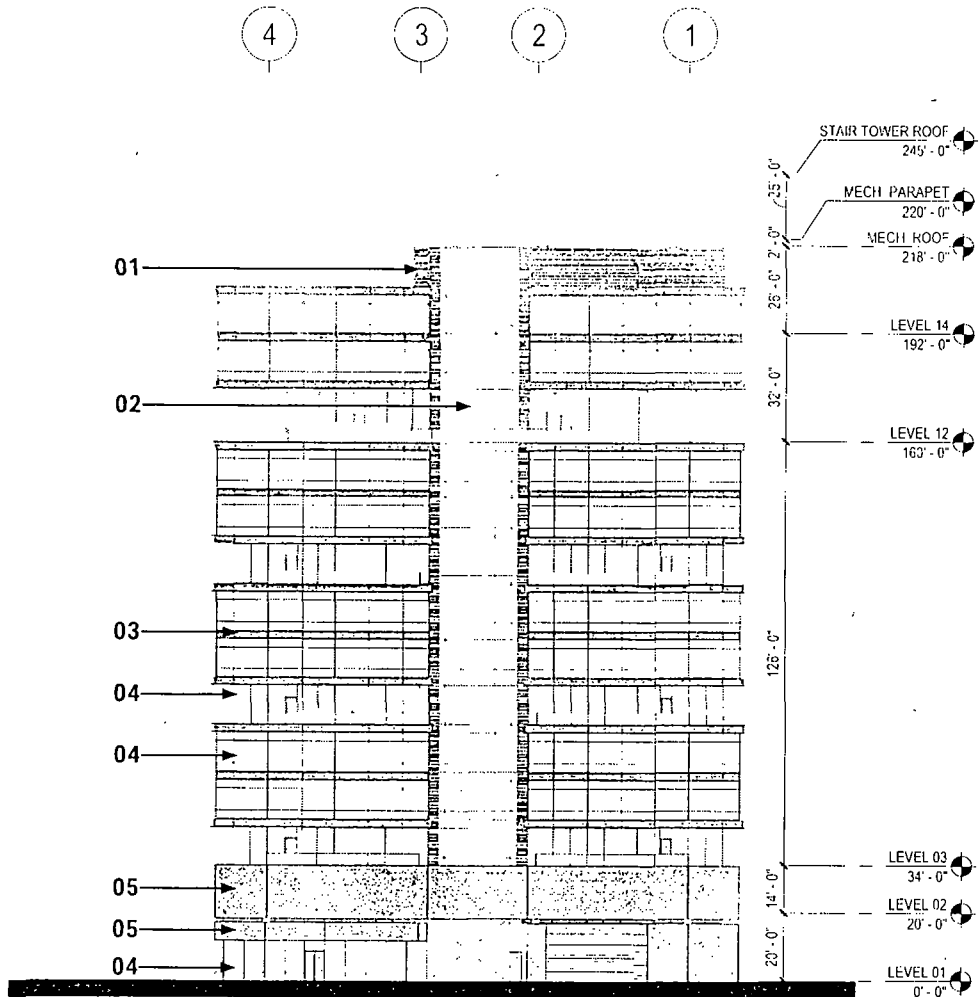 4 3 2 1
STAIR TOWER ROOF
245' - 0"
25' - 0"
MECH PARAPET
220' - 0"
2' - 0"
MECH ROOF
218' - 0"
01
26' - 0"
LEVEL 14
192' - 0"
02
32' - 0"
LEVEL 12
160' - 0"
03
126' - 0"
04
04
LEVEL 03
34' - 0"
05
14' - 0"
LEVEL 02
20' - 0"
05
04
20' - 0"
LEVEL 01
0' - 0"